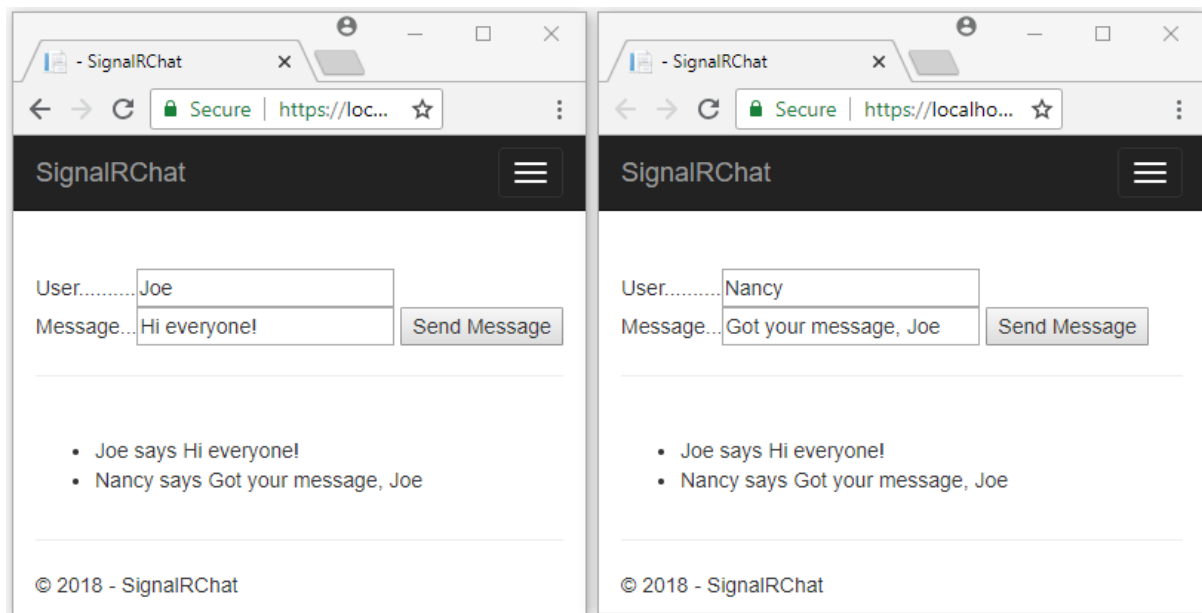 - SignalRChat
Secure | https://loc...
SignalRChat
User..........Joe
Message...Hi everyone! Send Message
• Joe says Hi everyone!
• Nancy says Got your message, Joe
© 2018 - SignalRChat
- SignalRChat
Secure | https://localho...
SignalRChat
User..........Nancy
Message...Got your message, Joe Send Message
• Joe says Hi everyone!
• Nancy says Got your message, Joe
© 2018 - SignalRChat